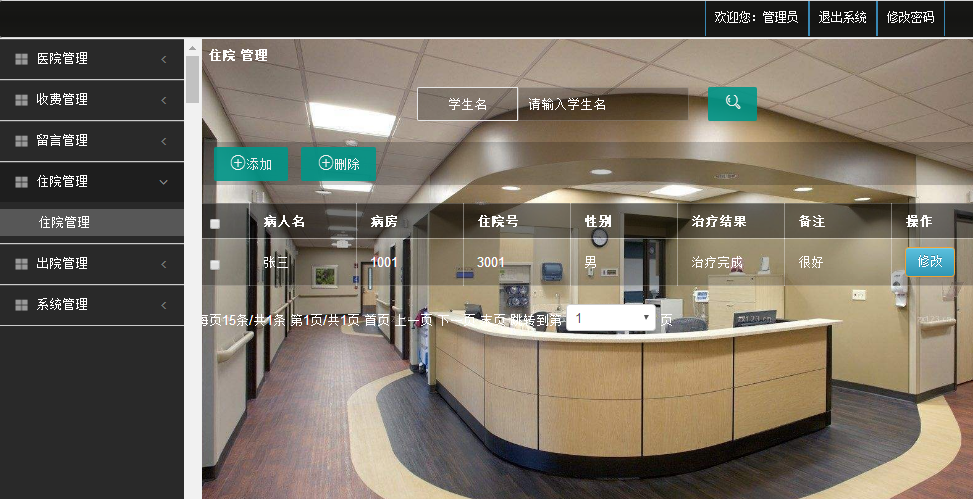 欢迎您：管理员 退出系统 修改密码
医院管理
收费管理
留言管理
住院管理
住院管理
出院管理
系统管理
住院 管理
学生名 请输入学生名
添加 删除
病人名 病房 住院号 性别 治疗结果 备注 操作
张三 1001 3001 男 治疗完成 很好 修改
每页15条/共1条 第1页/共1页 首页 上一页 下一页 末页 跳转到第 1 页